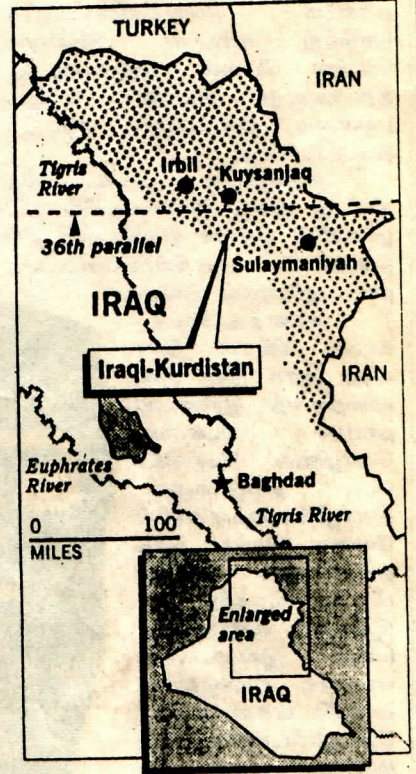 TURKEY
IRAN
Tigris
River
Irbil
Kuysanjaq
36th parallel
Sulaymaniyah
IRAQ
Iraqi-Kurdistan
IRAN
Euphrates
River
Baghdad
Tigris River
0 100
MILES
Enlarged
area
IRAQ